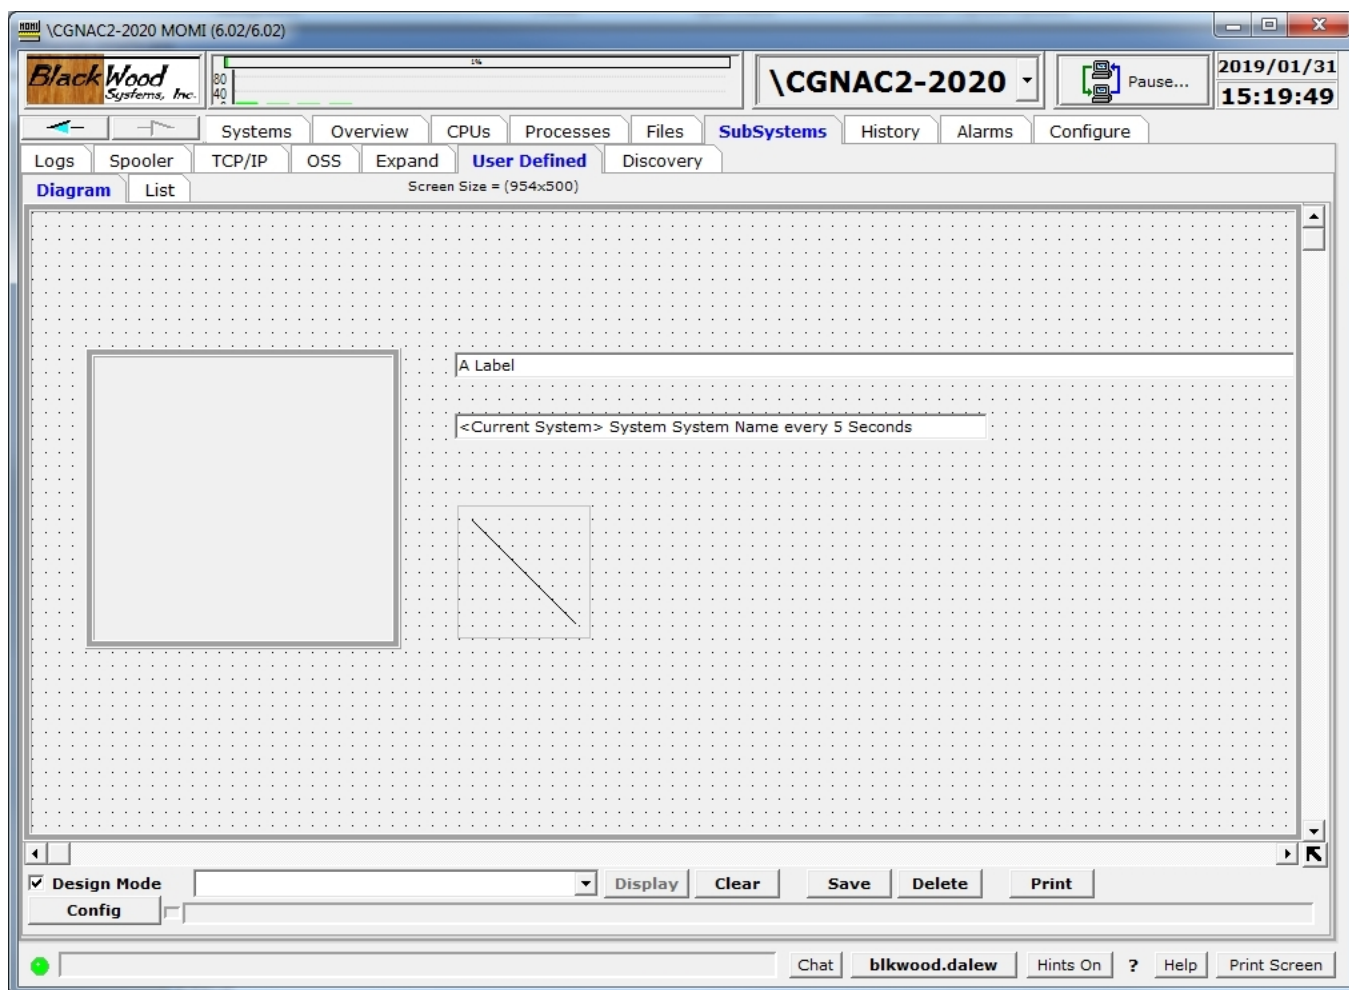 MOMI \CGNAC2-2020 MOMI (6.02/6.02)
BlackWood
Systems, Inc.
80
40
1%
\CGNAC2-2020
Pause...
2019/01/31
15:19:49
Systems Overview CPUs Processes Files SubSystems History Alarms Configure
Logs Spooler TCP/IP OSS Expand User Defined Discovery
Diagram List Screen Size = (954x500)
A Label
<Current System> System System Name every 5 Seconds
Design Mode Display Clear Save Delete Print
Config
Chat blkwood.dalew Hints On ? Help Print Screen